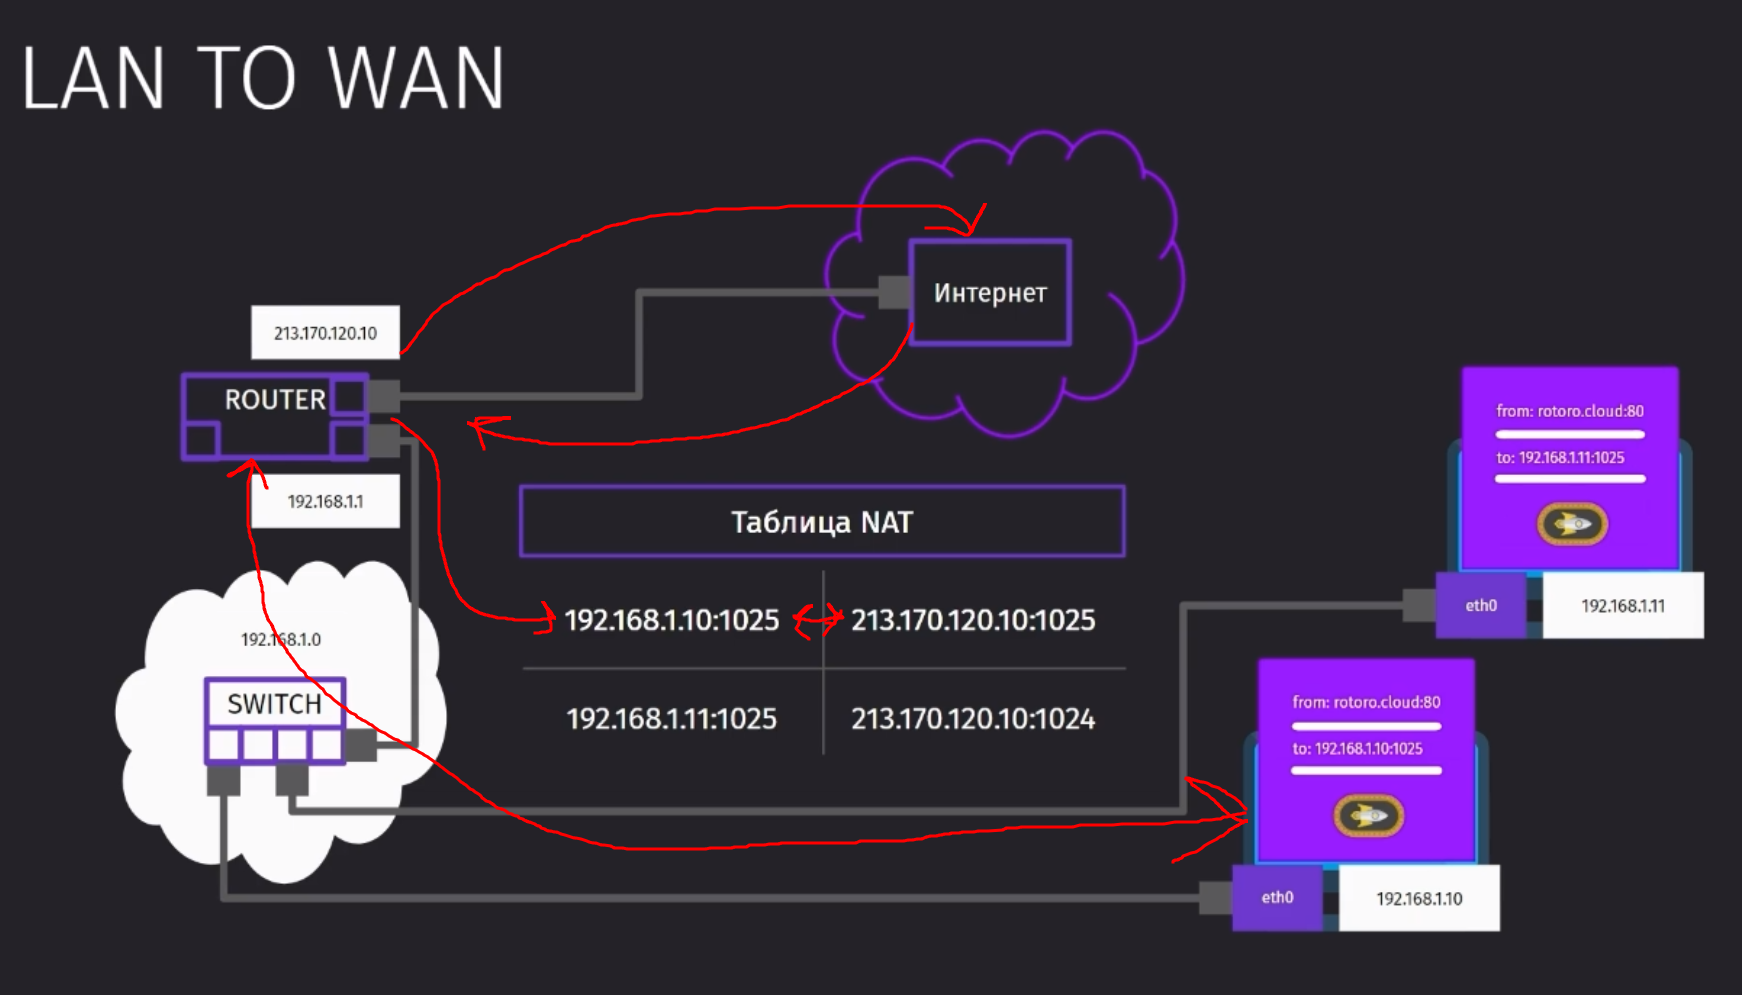 LAN TO WAN
Интернет
213.170.120.10
ROUTER
192.168.1.1
Таблица NAT
192.168.1.10:1025 213.170.120.10:1025
192.168.1.11:1025 213.170.120.10:1024
192.168.1.0
SWITCH
from: rotoro.cloud:80
to: 192.168.1.11:1025
eth0
192.168.1.11
from: rotoro.cloud:80
to: 192.168.1.10:1025
eth0
192.168.1.10